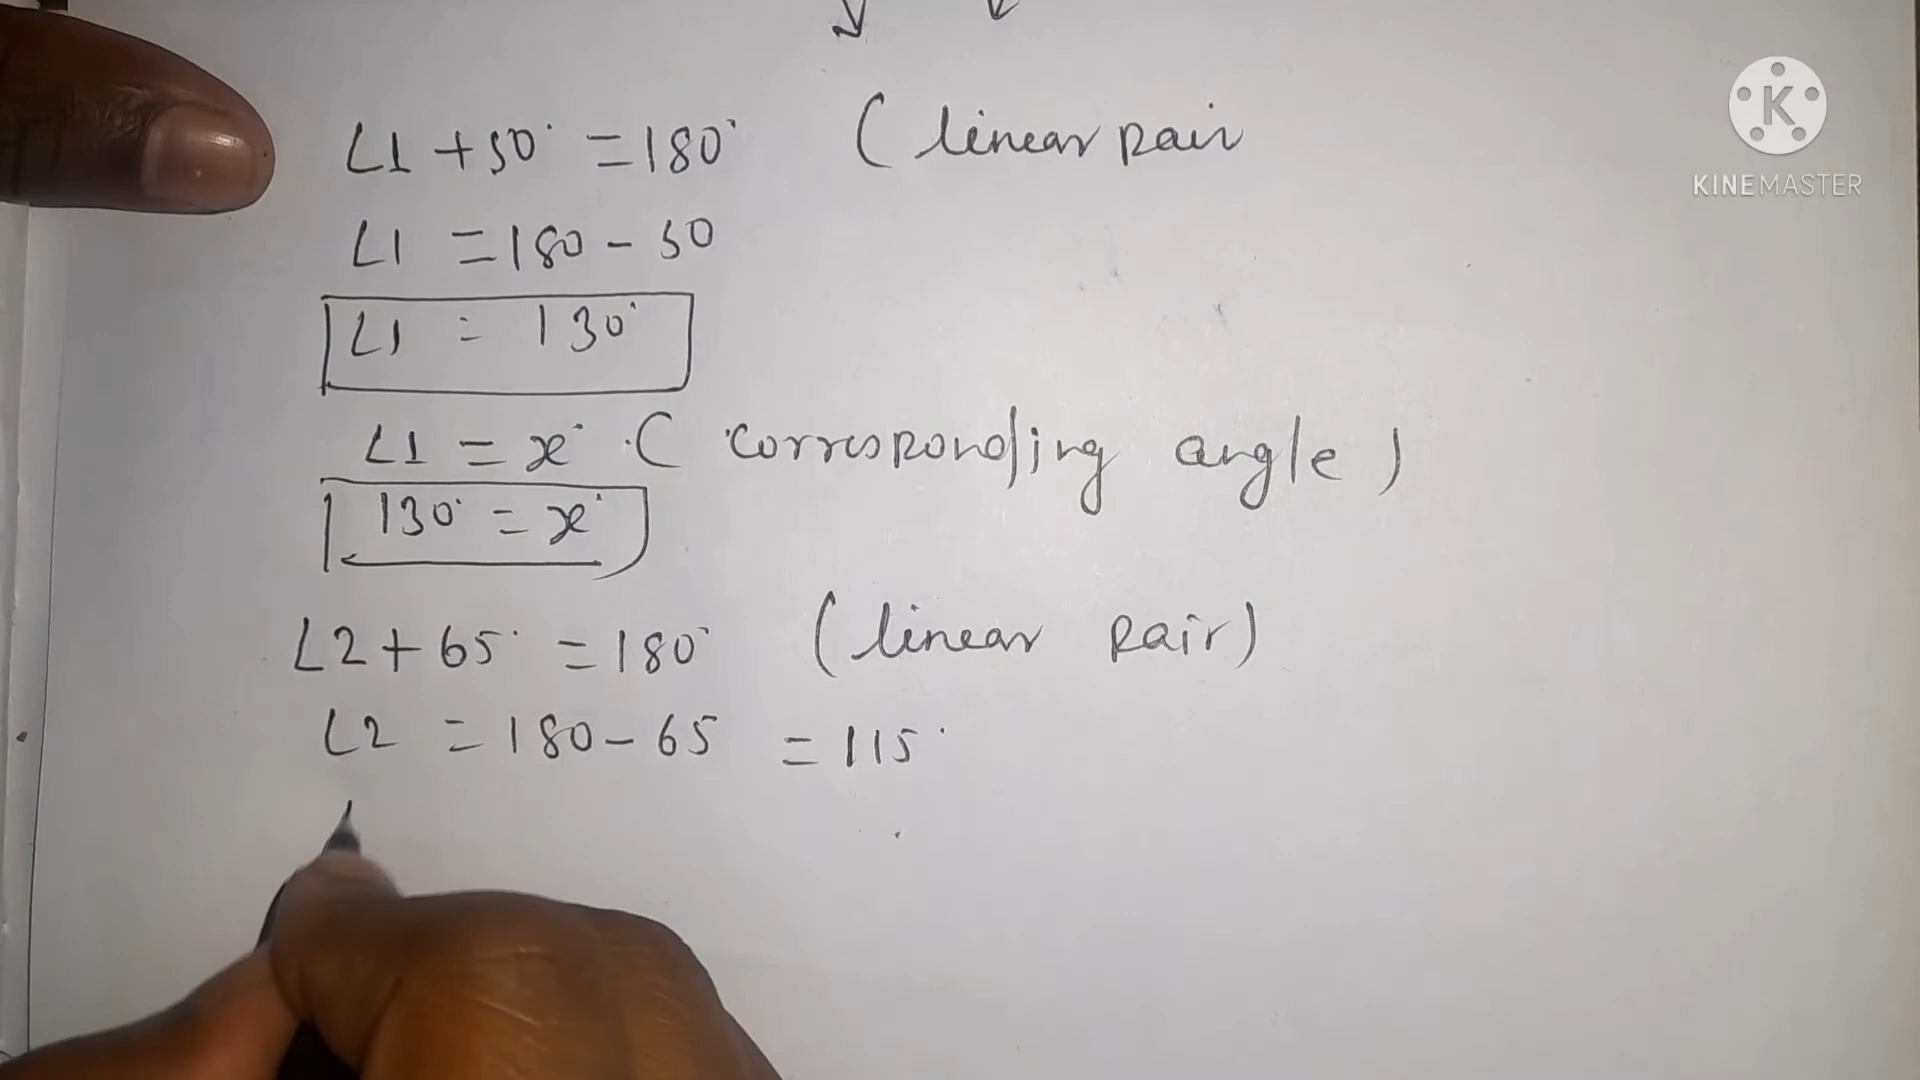 ∠1 + 50° = 180° (linear pair
K
KINEMASTER
∠1 = 180 - 50
∠1 = 130°
∠1 = x° (corresponding angle)
130° = x°
∠2 + 65° = 180° (linear pair)
∠2 = 180 - 65 = 115°